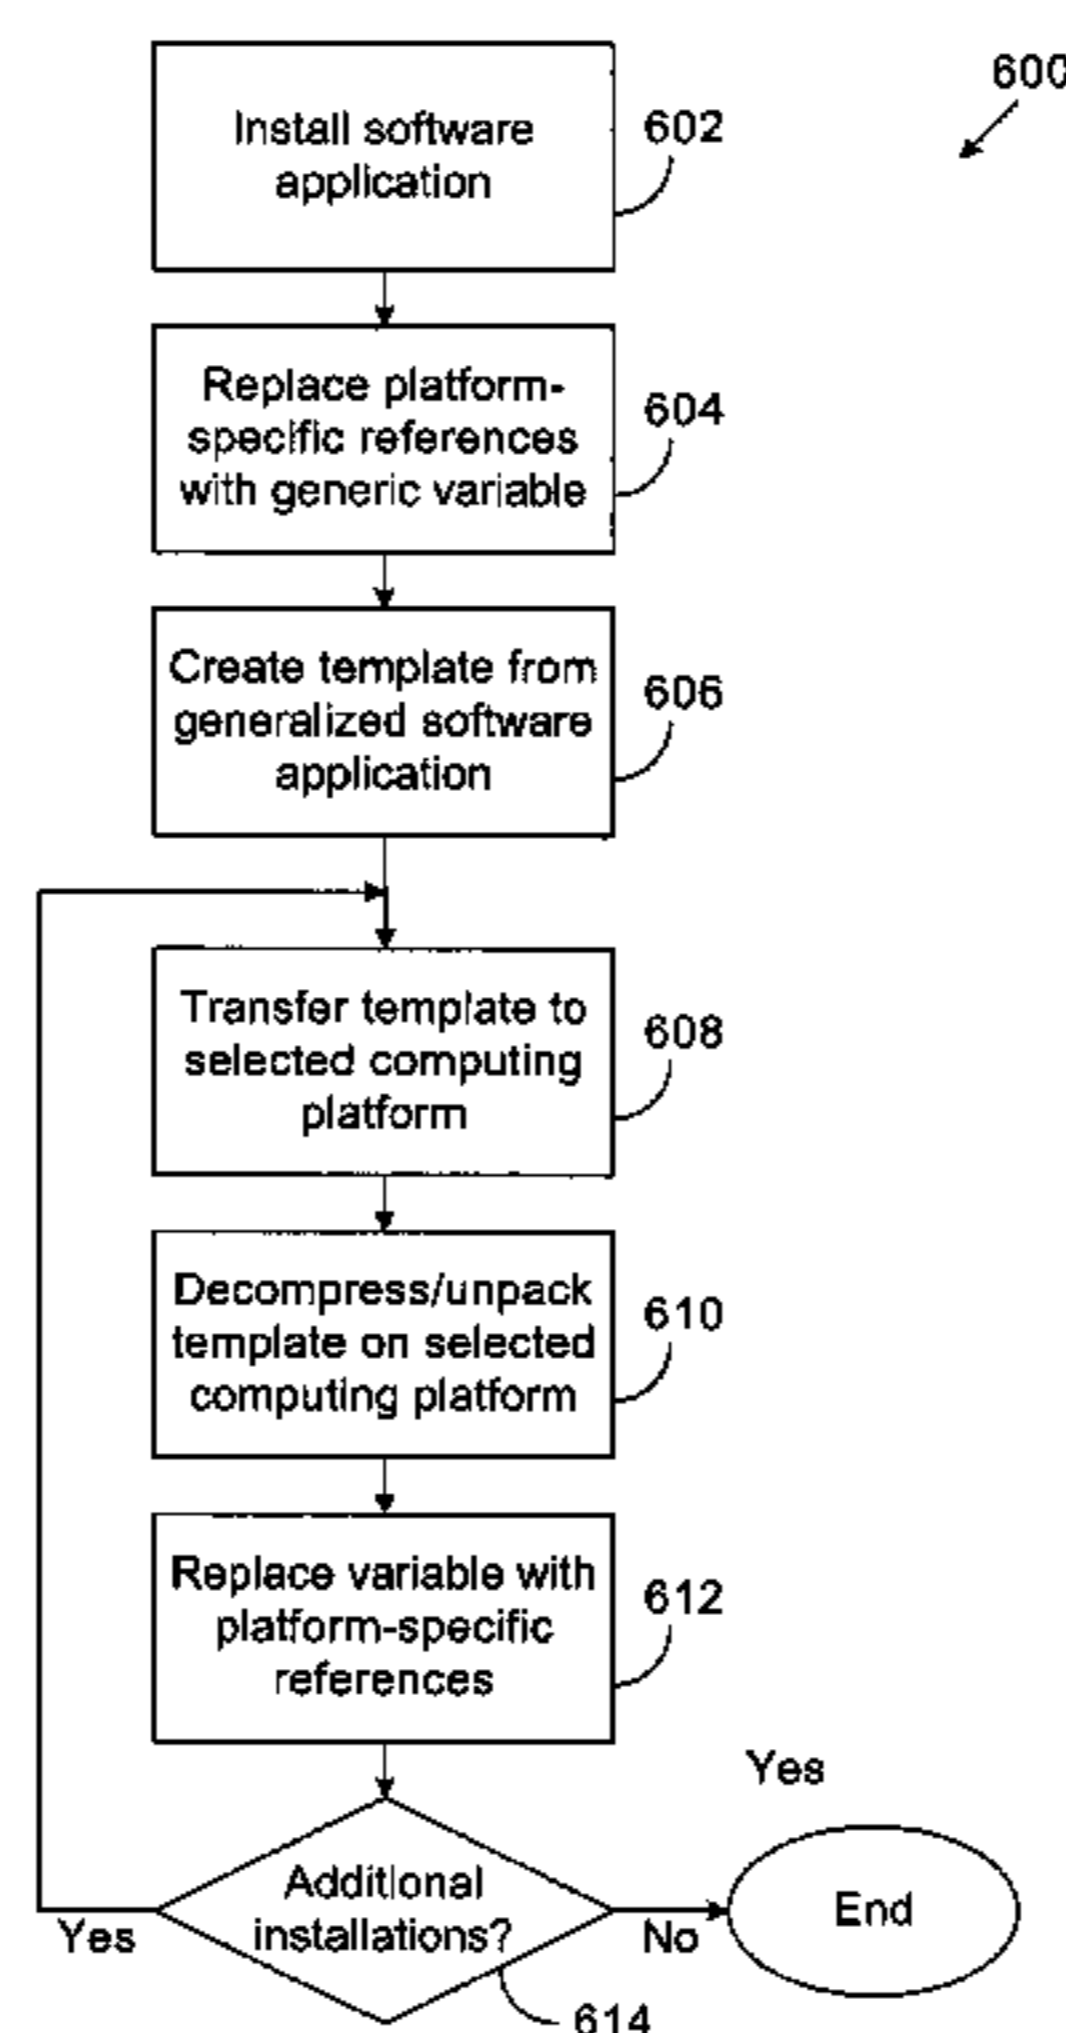 600
Install software
application
602
Replace platform-
specific references
with generic variable
604
Create template from
generalized software
application
606
Transfer template to
selected computing
platform
608
Decompress/unpack
template on selected
computing platform
610
Replace variable with
platform-specific
references
612
Yes
Additional
installations?
End
Yes
No
614